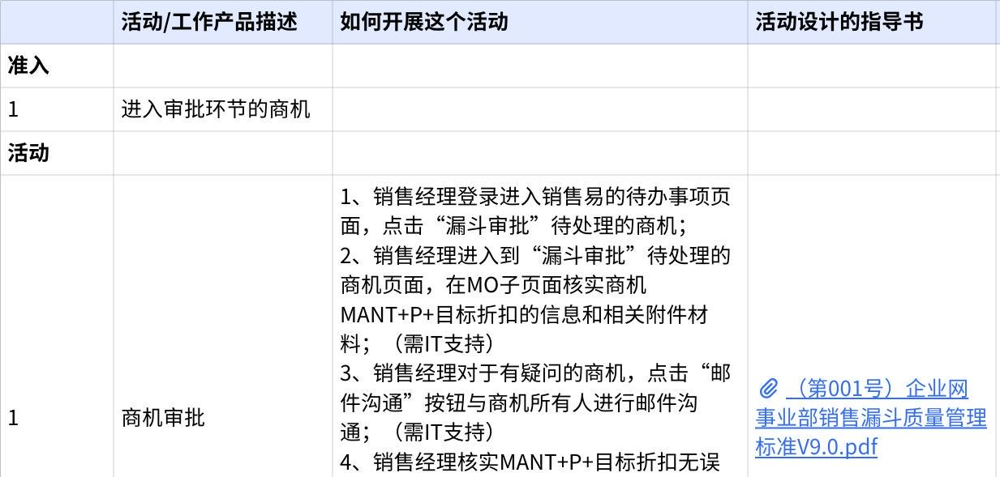 活动/工作产品描述
如何开展这个活动
活动设计的指导书
准入
1
进入审批环节的商机
活动
1
商机审批
1、销售经理登录进入销售易的待办事项页
面，点击“漏斗审批”待处理的商机；
2、销售经理进入到“漏斗审批”待处理的
商机页面，在MO子页面核实商机
MANT+P+目标折扣的信息和相关附件材
料；（需IT支持）
3、销售经理对于有疑问的商机，点击“邮
件沟通”按钮与商机所有人进行邮件沟
通；（需IT支持）
4、销售经理核实MANT+P+目标折扣无误
（第001号）企业网
事业部销售漏斗质量管理
标准V9.0.pdf